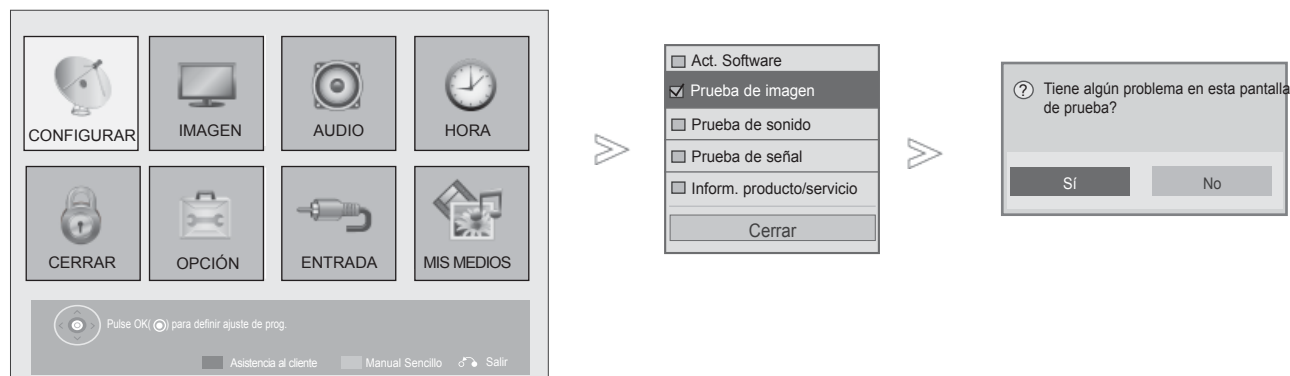 CONFIGURAR
IMAGEN
AUDIO
HORA
CERRAR
OPCIÓN
ENTRADA
MIS MEDIOS
Pulse OK( ) para definir ajuste de prog.
Asistencia al cliente
Manual Sencillo
Salir
Act. Software
Prueba de imagen
Prueba de sonido
Prueba de señal
Inform. producto/servicio
Cerrar
? Tiene algún problema en esta pantalla
de prueba?
Sí
No